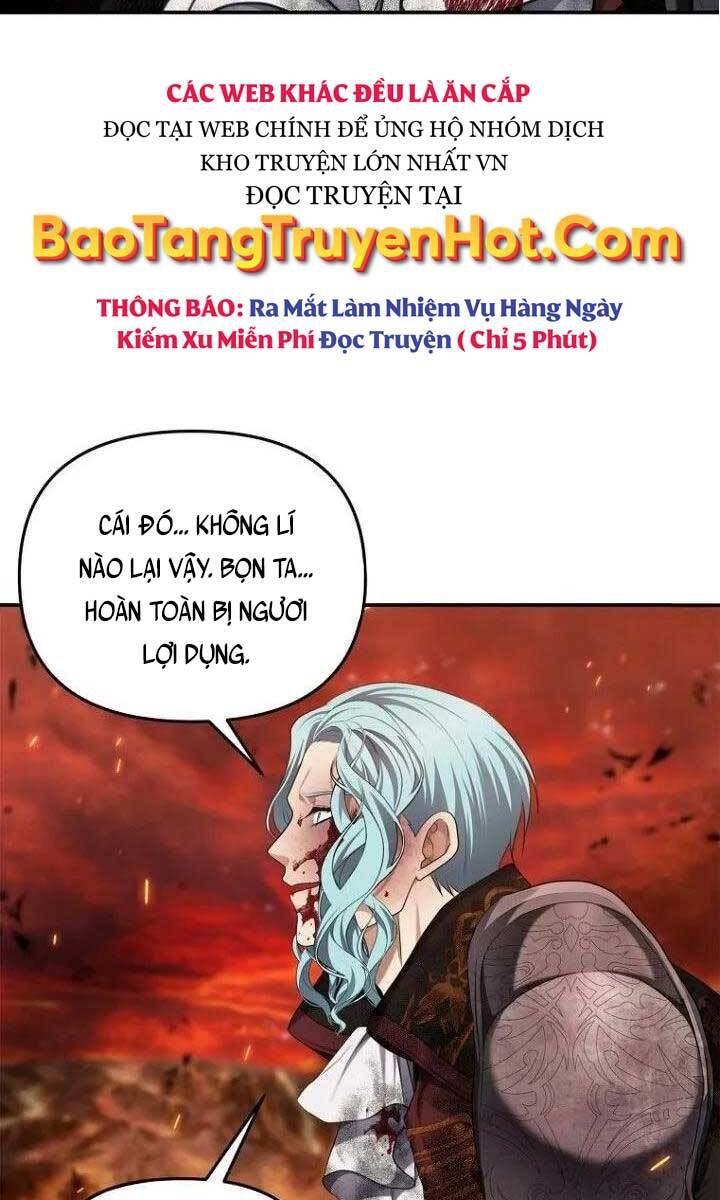 CÁC WEB KHÁC ĐỀU LÀ ĂN CẮP
ĐỌC TẠI WEB CHÍNH ĐỂ ỦNG HỘ NHÓM DỊCH
KHO TRUYỆN LỚN NHẤT VN
ĐỌC TRUYỆN TẠI
BaoTangTruyenHot.Com
THÔNG BÁO: Ra Mắt Làm Nhiệm Vụ Hàng Ngày
Kiếm Xu Miễn Phí Đọc Truyện ( Chỉ 5 Phút)
CÁI ĐÓ... KHÔNG LÍ
NÀO LẠI VẬY. BỌN TA...
HOÀN TOÀN BỊ NGƯƠI
LỢI DỤNG.